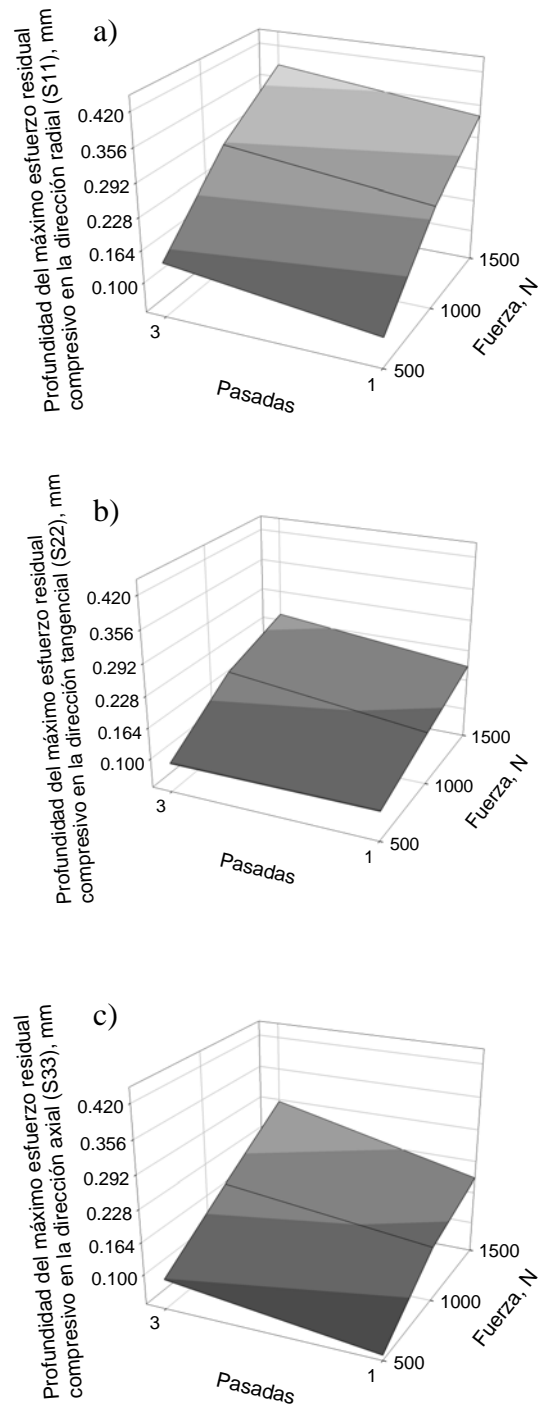 a)
Profundidad del máximo esfuerzo residual
compresivo en la dirección radial (S11), mm
0.420
0.356
0.292
0.228
0.164
0.100
3
Pasadas
1
500
1000
1500
Fuerza, N
b)
Profundidad del máximo esfuerzo residual
compresivo en la dirección tangencial (S22), mm
0.420
0.356
0.292
0.228
0.164
0.100
3
Pasadas
1
500
1000
1500
Fuerza, N
c)
Profundidad del máximo esfuerzo residual
compresivo en la dirección axial (S33), mm
0.420
0.356
0.292
0.228
0.164
0.100
3
Pasadas
1
500
1000
1500
Fuerza, N